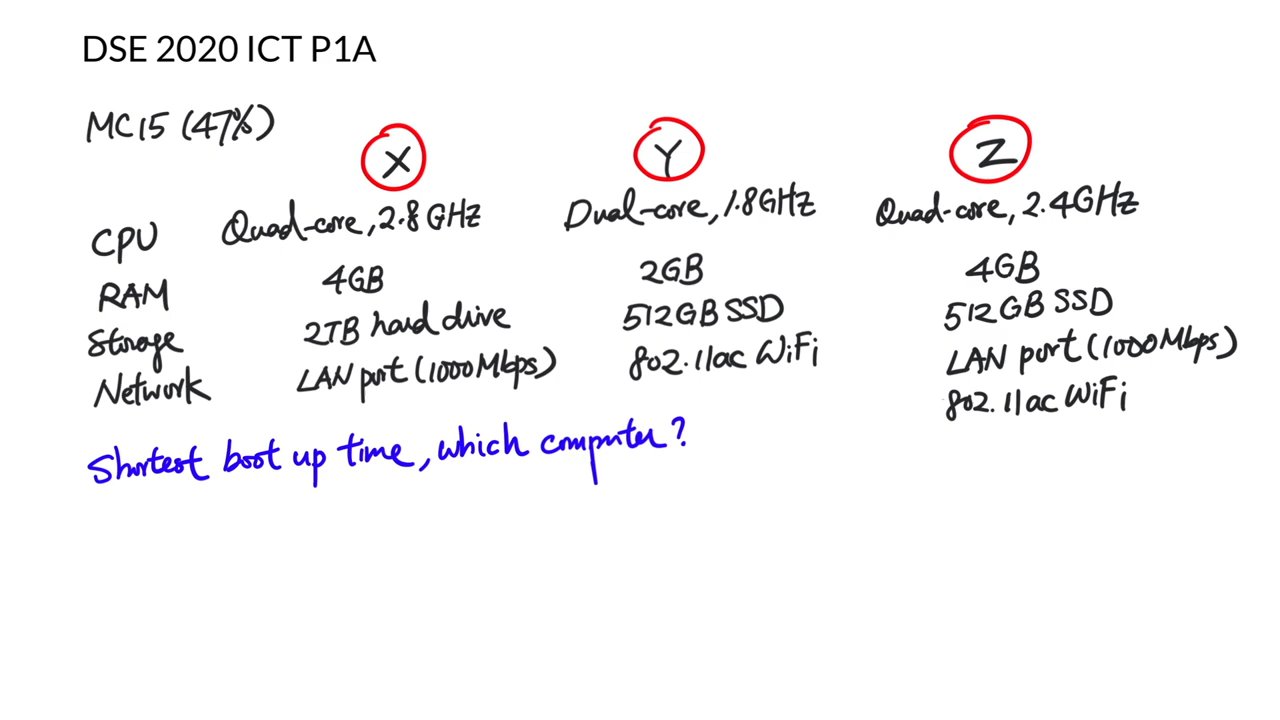 DSE 2020 ICT P1A
MC15 (47%)
X Y Z
CPU Quad-core, 2.8GHz Dual-core, 1.8GHz Quad-core, 2.4GHz
RAM 4GB 2GB 4GB
Storage 2TB hard drive 512GB SSD 512GB SSD
Network LAN port (1000Mbps) 802.11ac WiFi LAN port (1000Mbps)
802.11ac WiFi
Shortest boot up time, which computer?